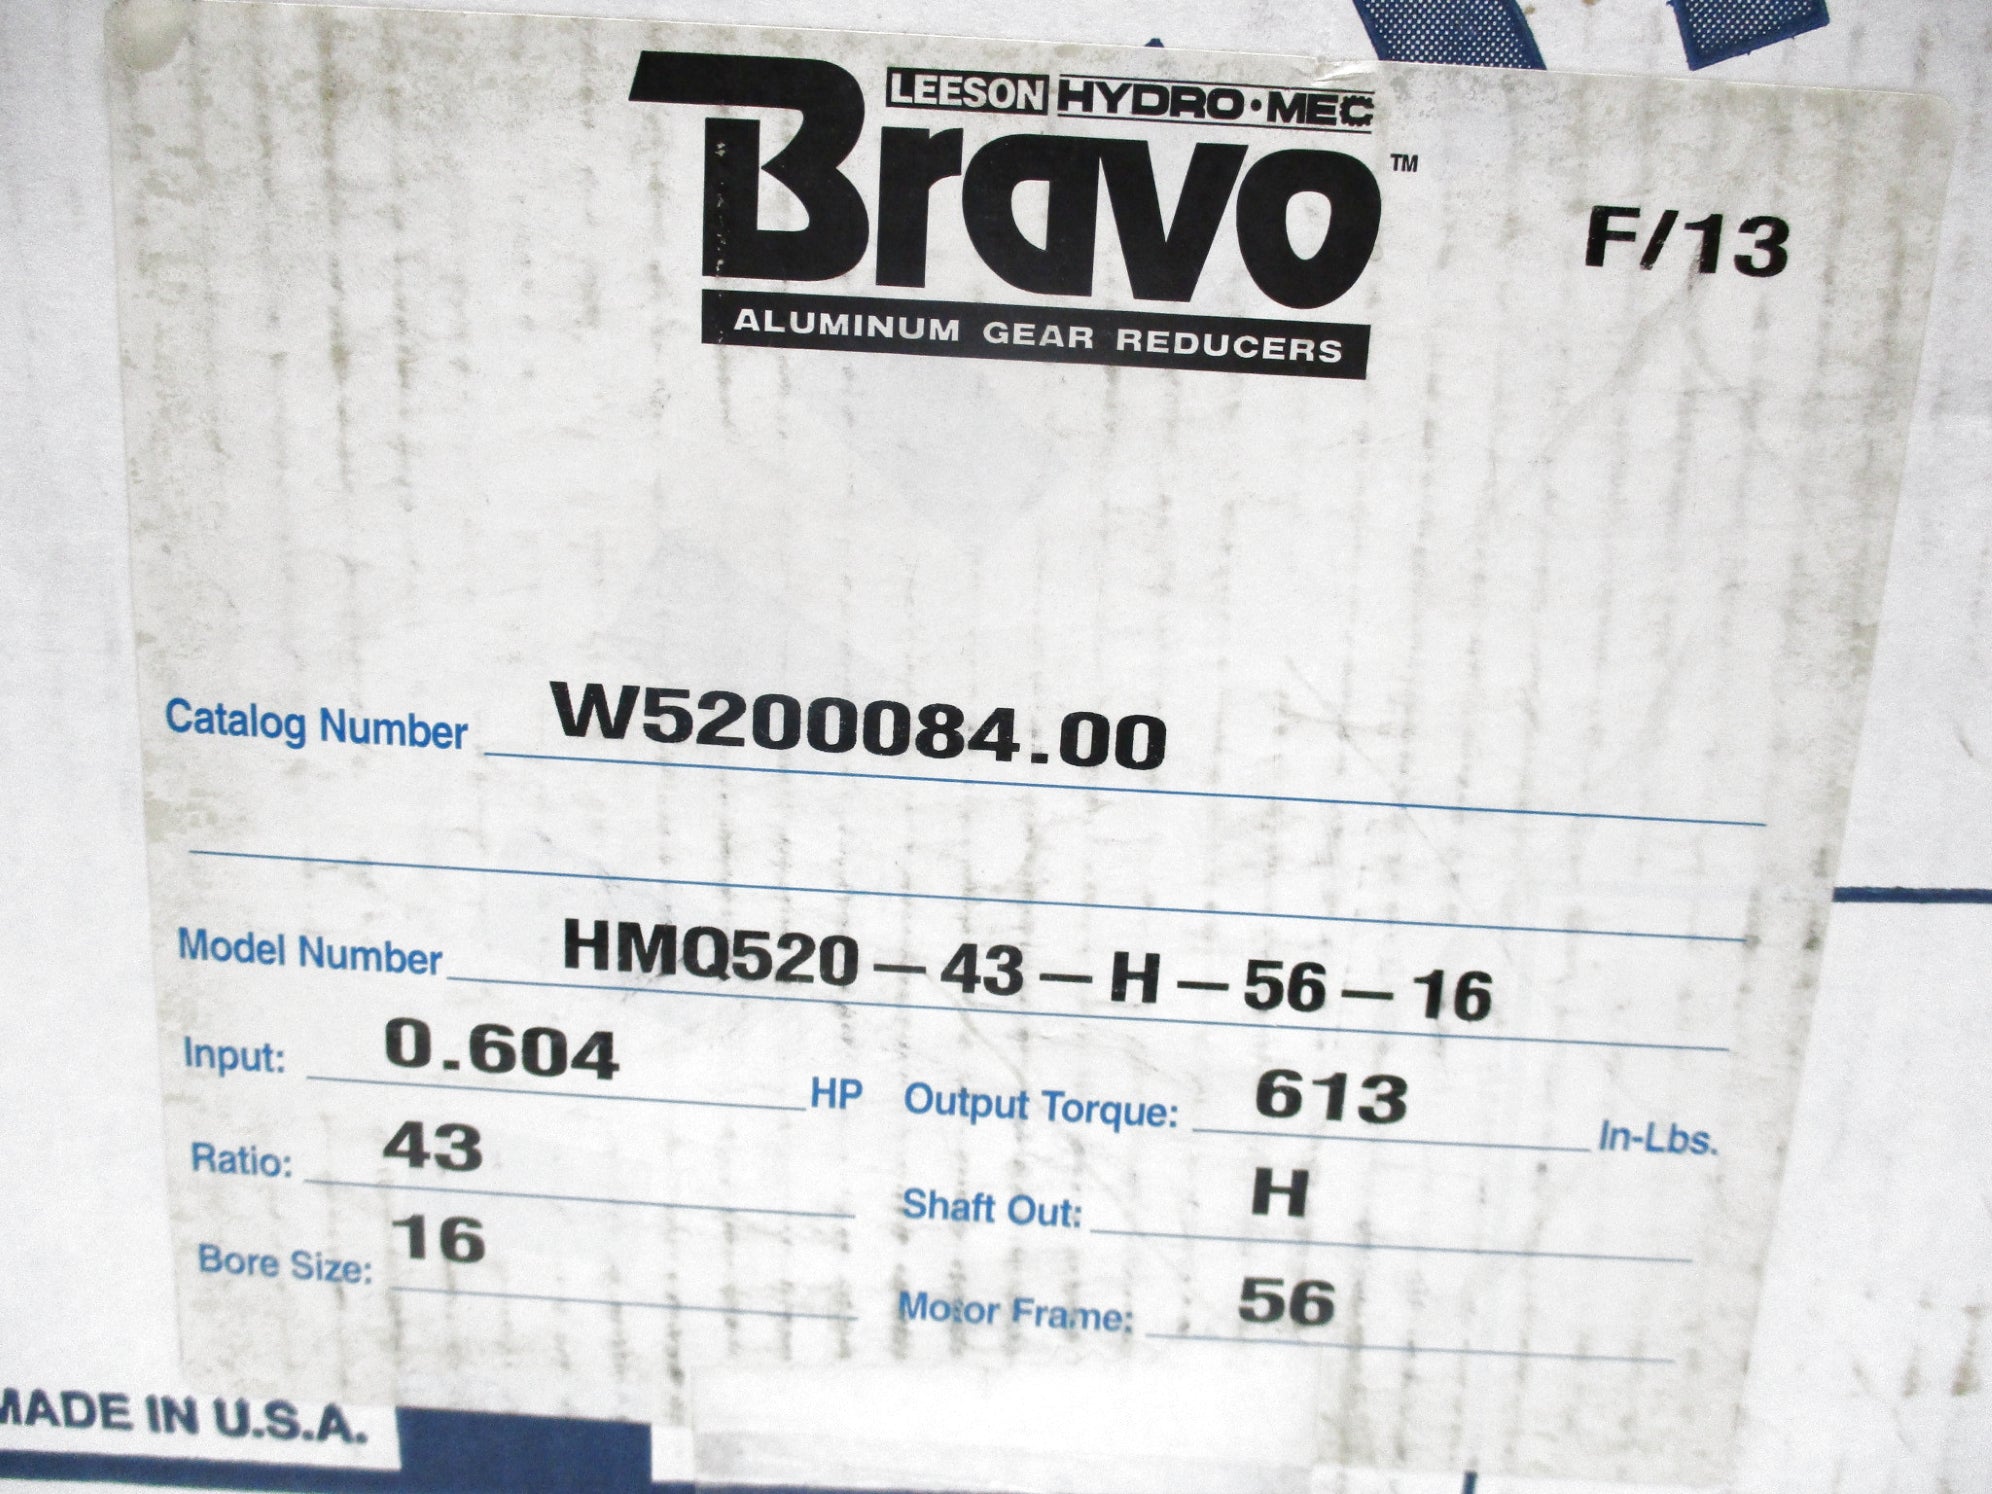 LEESON HYDRO·MEC
Bravo™
F/13
ALUMINUM GEAR REDUCERS
Catalog Number W5200084.00
Model Number HMQ520-43-H-56-16
Input: 0.604 HP Output Torque: 613 In-Lbs.
Ratio: 43 Shaft Out: H
Bore Size: 16 Motor Frame: 56
MADE IN U.S.A.